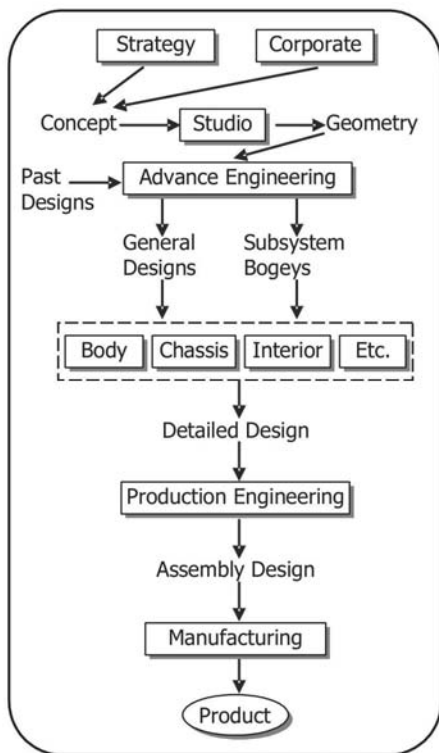 Strategy
Corporate
Concept
Studio
Geometry
Past
Designs
Advance Engineering
General
Designs
Subsystem
Bogeys
Body
Chassis
Interior
Etc.
Detailed Design
Production Engineering
Assembly Design
Manufacturing
Product